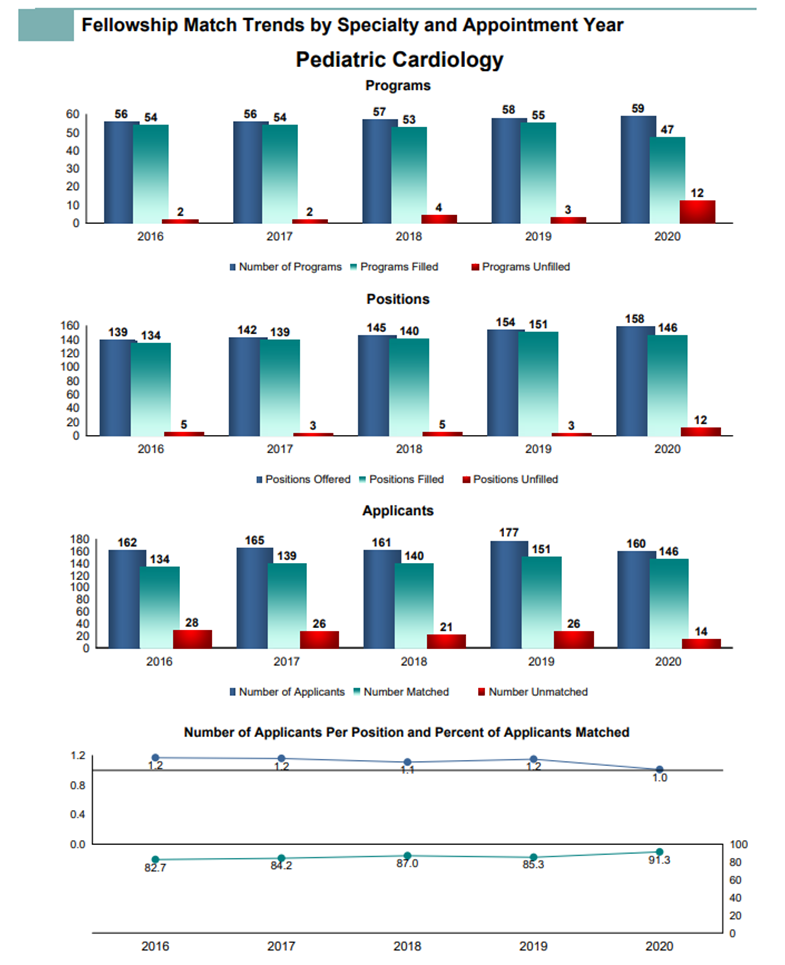 Fellowship Match Trends by Specialty and Appointment Year
Pediatric Cardiology
Programs
60
50
40
30
20
10
0
56 54 2
56 54 2
57 53 4
58 55 3
59 47 12
2016 2017 2018 2019 2020
Number of Programs Programs Filled Programs Unfilled
Positions
160
140
120
100
80
60
40
20
0
139 134 5
142 139 3
145 140 5
154 151 3
158 146 12
2016 2017 2018 2019 2020
Positions Offered Positions Filled Positions Unfilled
Applicants
180
160
140
120
100
80
60
40
20
0
162 134 28
165 139 26
161 140 21
177 151 26
160 146 14
2016 2017 2018 2019 2020
Number of Applicants Number Matched Number Unmatched
Number of Applicants Per Position and Percent of Applicants Matched
1.2
0.8
0.4
0.0
1.2 1.2 1.1 1.2 1.0
100
80
60
40
20
0
82.7 84.2 87.0 85.3 91.3
2016 2017 2018 2019 2020